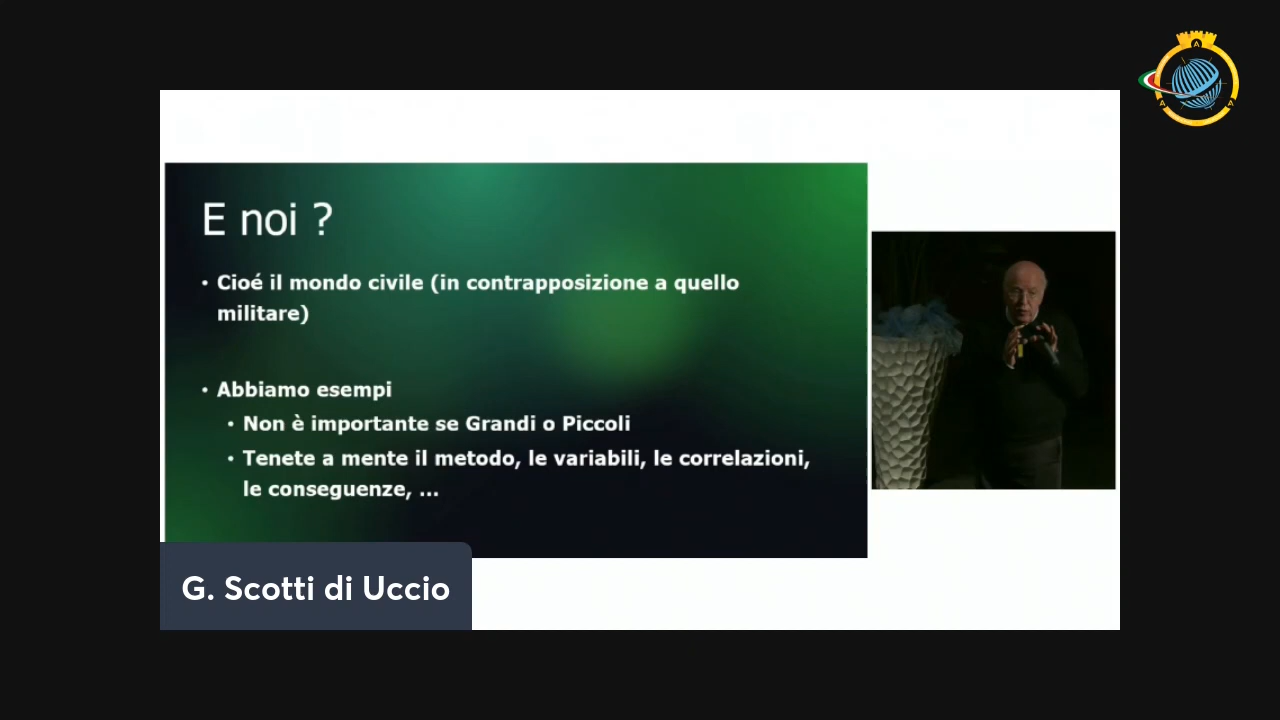 E noi ?
• Cioé il mondo civile (in contrapposizione a quello
militare)
• Abbiamo esempi
• Non è importante se Grandi o Piccoli
• Tenete a mente il metodo, le variabili, le correlazioni,
le conseguenze, ...
G. Scotti di Uccio